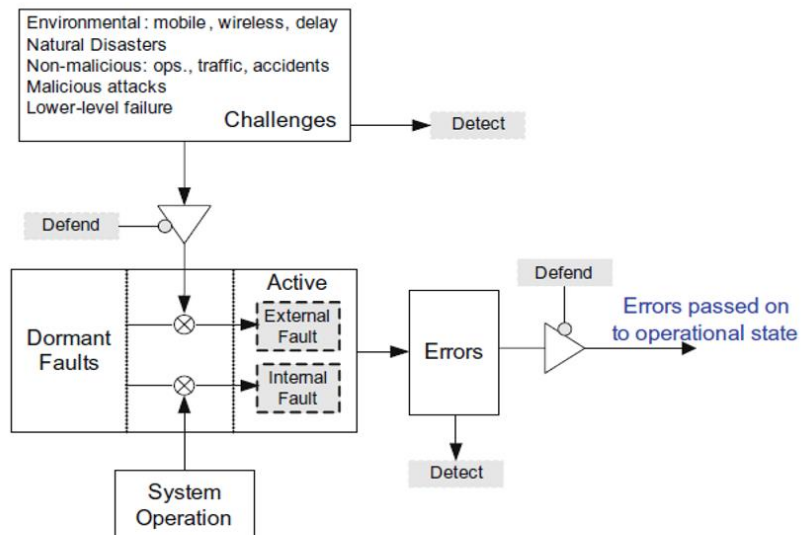 Environmental: mobile, wireless, delay
Natural Disasters
Non-malicious: ops., traffic, accidents
Malicious attacks
Lower-level failure
Challenges
Detect
Defend
Dormant
Faults
Active
External
Fault
Internal
Fault
System
Operation
Errors
Detect
Defend
Errors passed on
to operational state